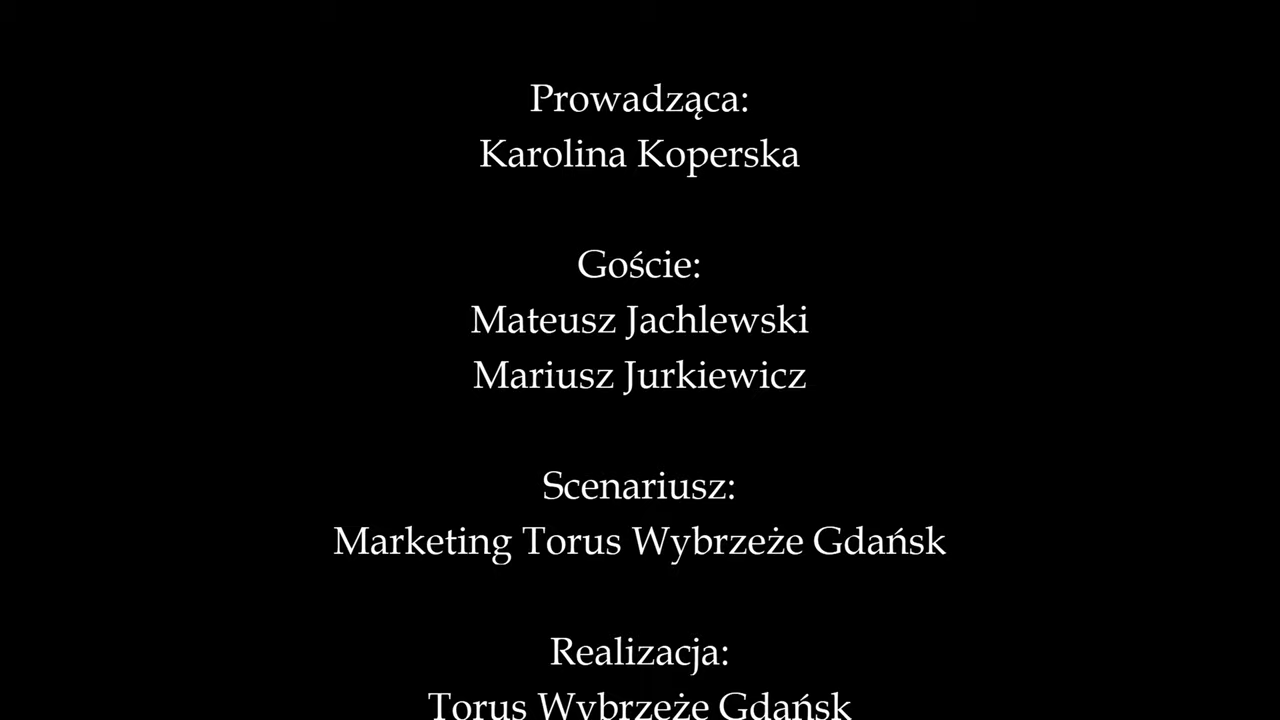 Prowadząca:
Karolina Koperska
Goście:
Mateusz Jachlewski
Mariusz Jurkiewicz
Scenariusz:
Marketing Torus Wybrzeże Gdańsk
Realizacja:
Torus Wybrzeże Gdańsk